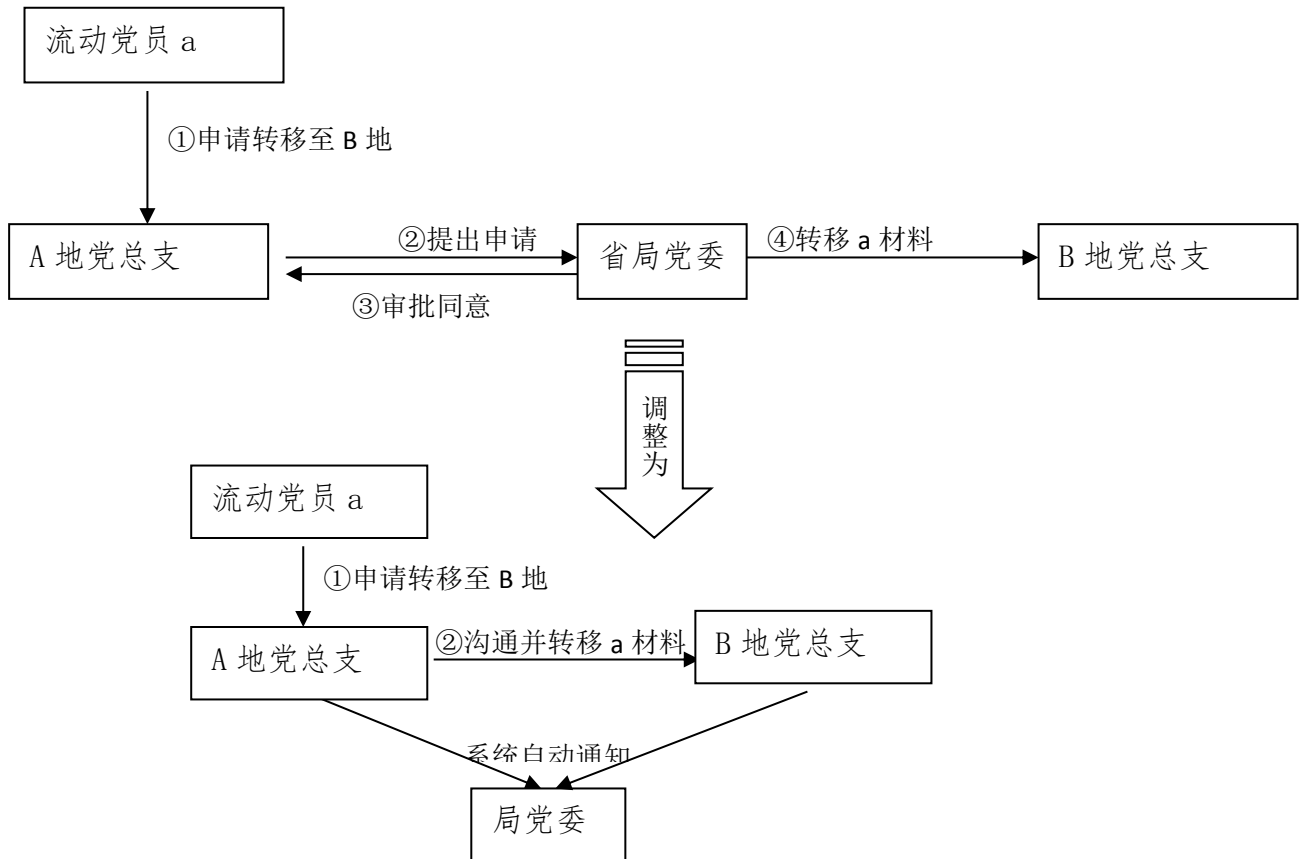 流动党员 a
①申请转移至 B 地
A 地党总支
②提出申请
省局党委
④转移 a 材料
B 地党总支
③审批同意
调
整
为
流动党员 a
①申请转移至 B 地
A 地党总支
②沟通并转移 a 材料
B 地党总支
系统自动通知
局党委